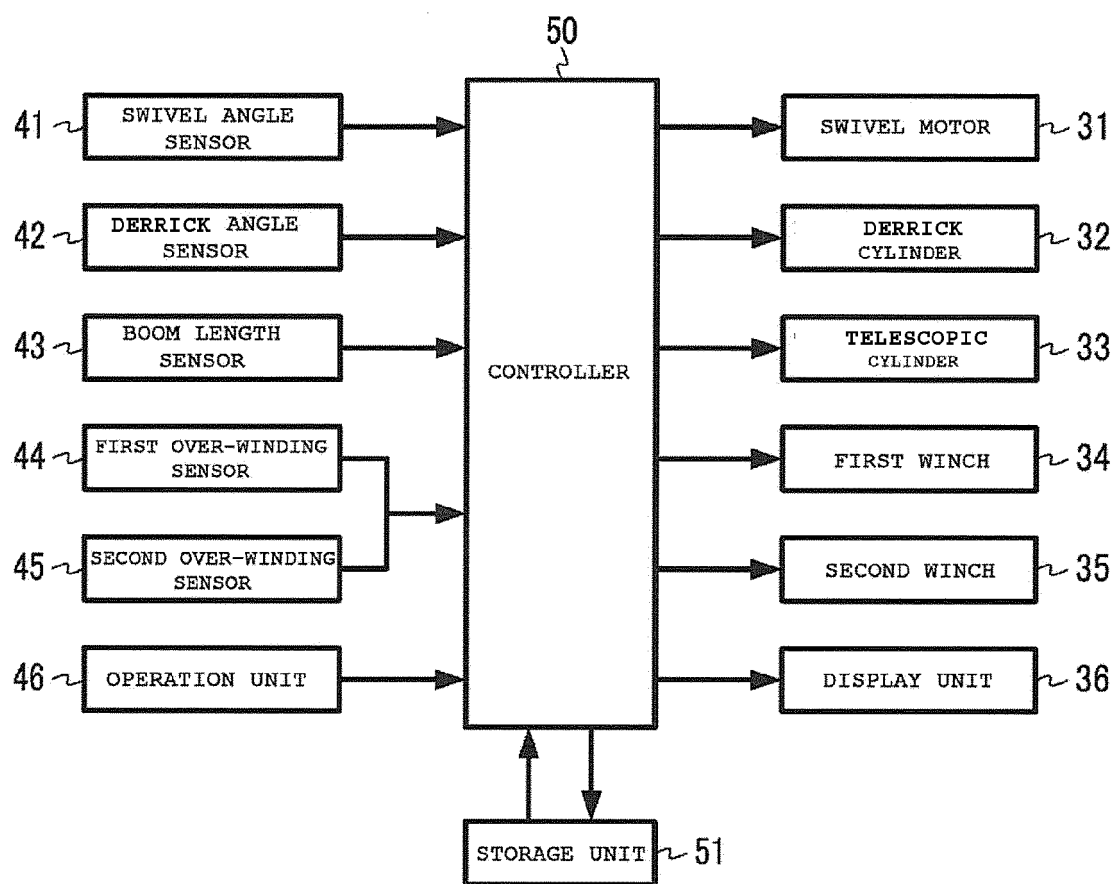 50
41
SWIVEL ANGLE
SENSOR
42
DERRICK ANGLE
SENSOR
43
BOOM LENGTH
SENSOR
44
FIRST OVER-WINDING
SENSOR
45
SECOND OVER-WINDING
SENSOR
46
OPERATION UNIT
CONTROLLER
SWIVEL MOTOR
31
DERRICK
CYLINDER
32
TELESCOPIC
CYLINDER
33
FIRST WINCH
34
SECOND WINCH
35
DISPLAY UNIT
36
STORAGE UNIT
51